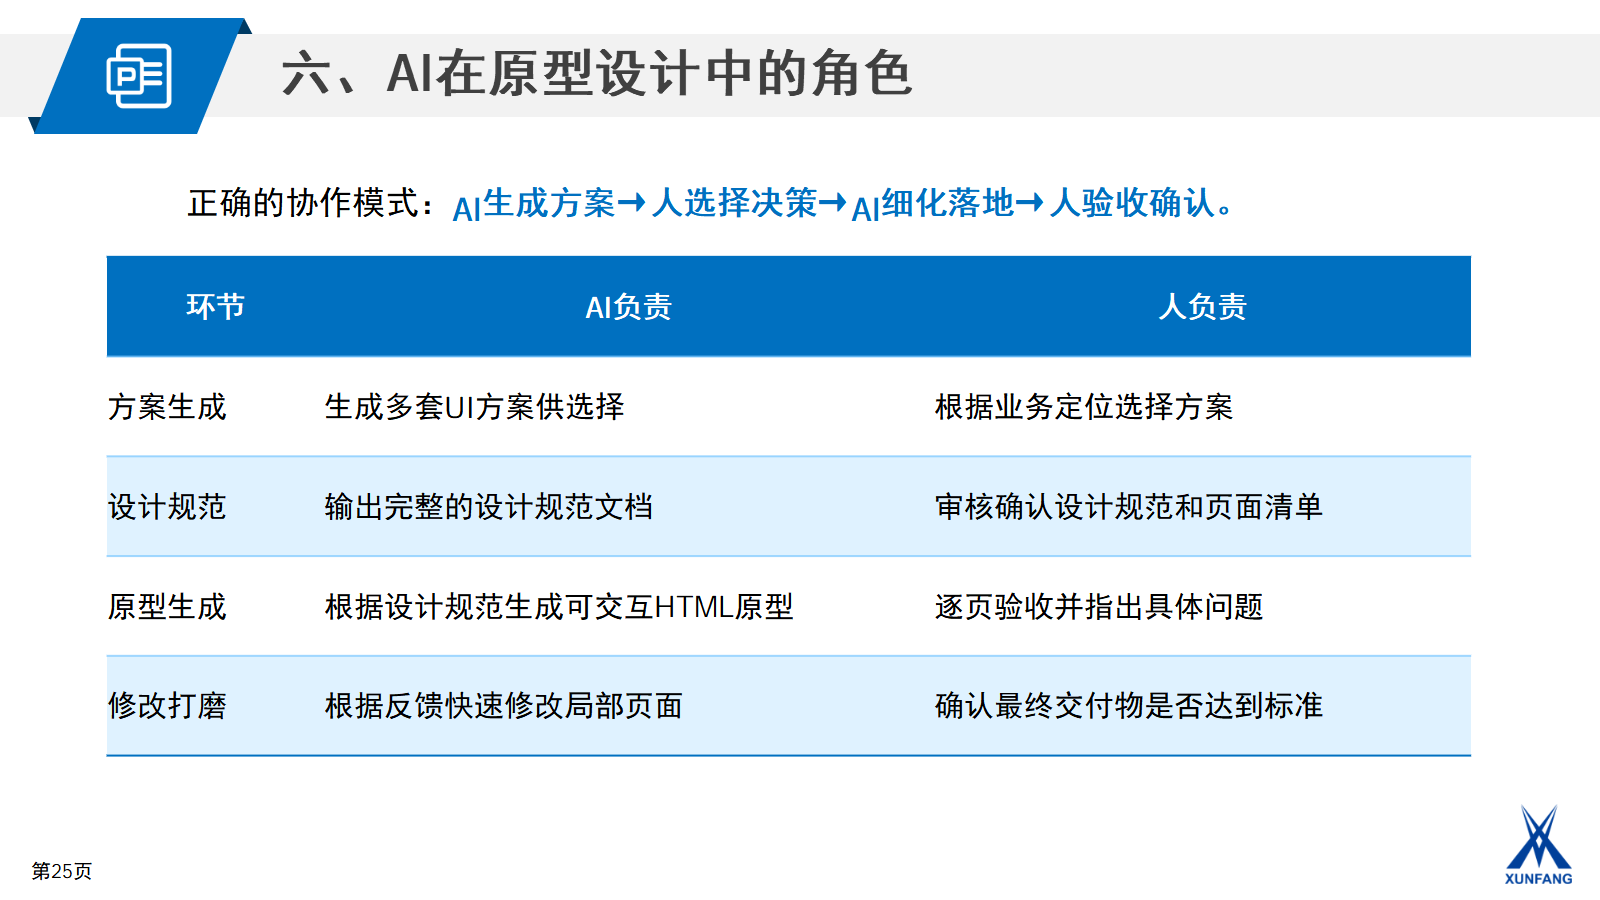 六、AI在原型设计中的角色
正确的协作模式：AI生成方案→人选择决策→AI细化落地→人验收确认。
环节 AI负责 人负责
方案生成 生成多套UI方案供选择 根据业务定位选择方案
设计规范 输出完整的设计规范文档 审核确认设计规范和页面清单
原型生成 根据设计规范生成可交互HTML原型 逐页验收并指出具体问题
修改打磨 根据反馈快速修改局部页面 确认最终交付物是否达到标准
第25页
XUNFANG